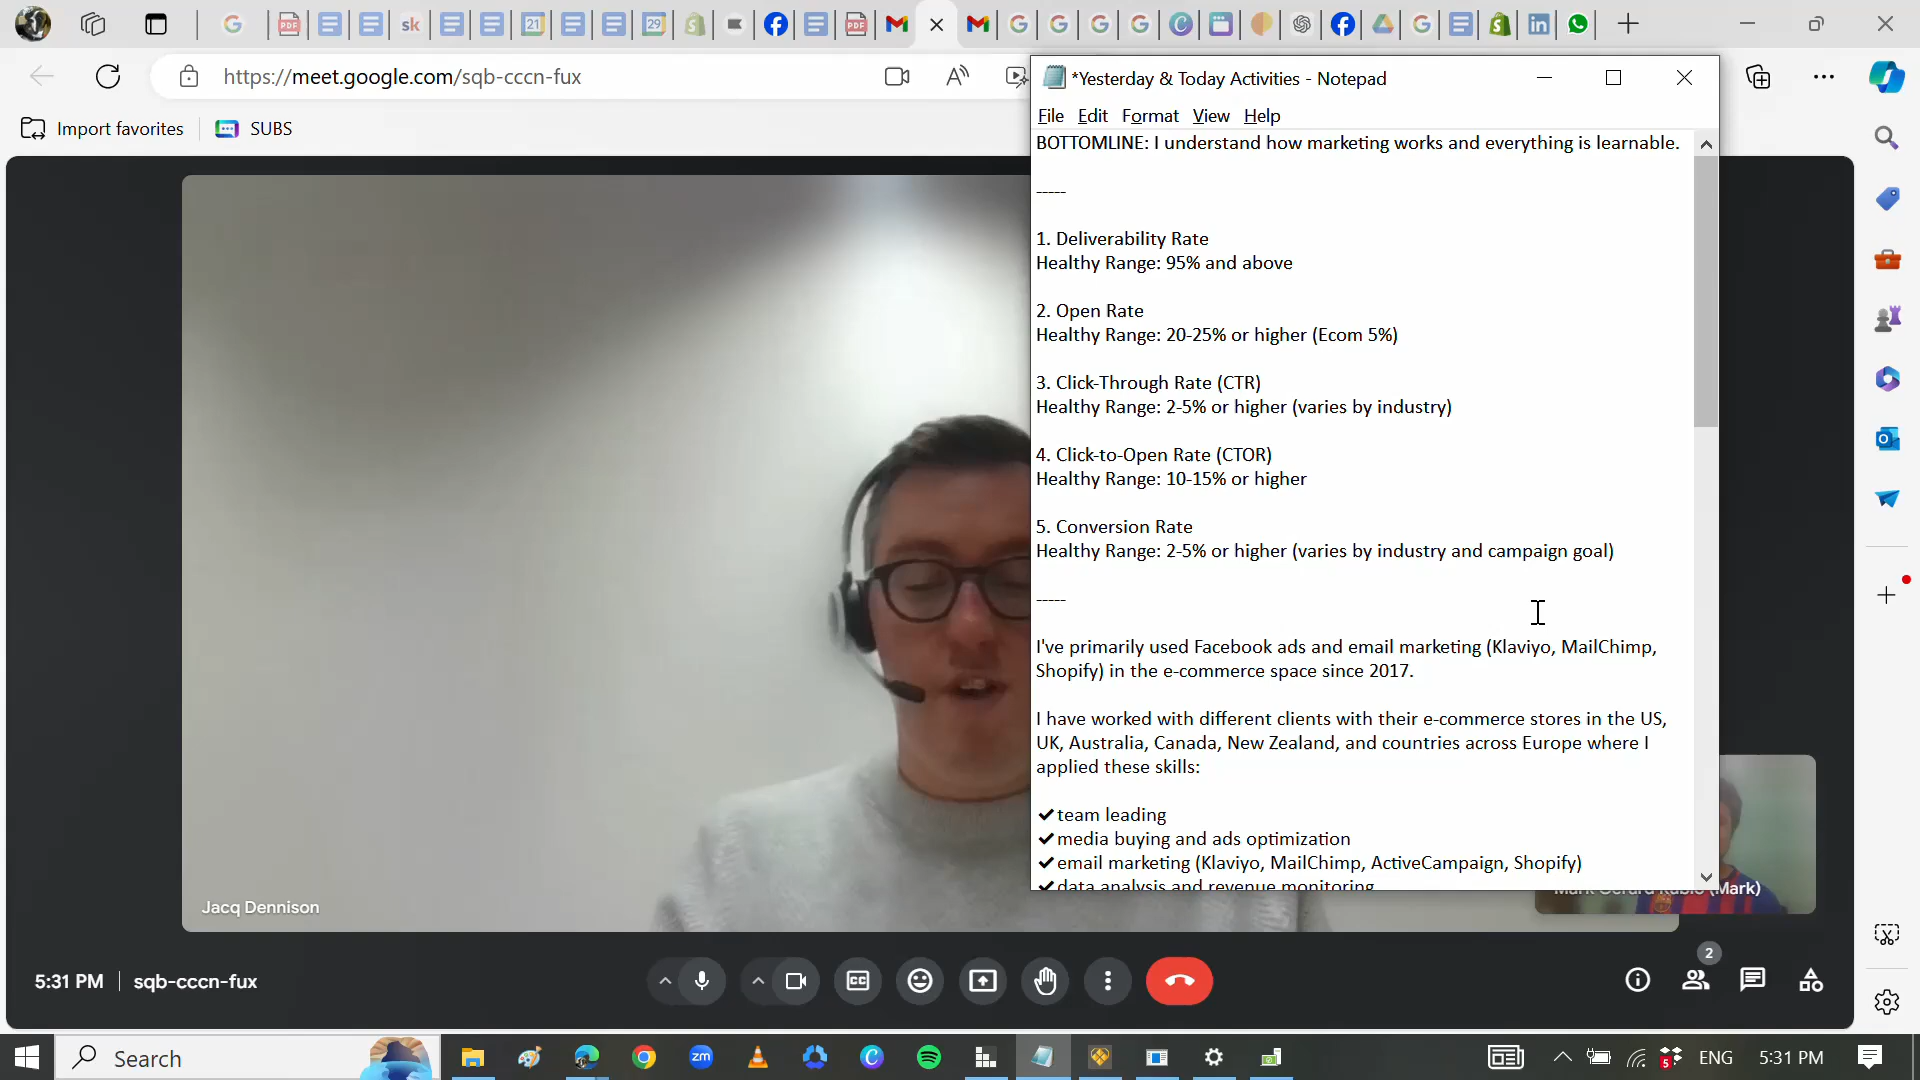 https://meet.google.com/sqb-cccn-fux
Import favorites
SUBS
*Yesterday & Today Activities - Notepad
File Edit Format View Help
BOTTOMLINE: I understand how marketing works and everything is learnable.
-----
1. Deliverability Rate
Healthy Range: 95% and above
2. Open Rate
Healthy Range: 20-25% or higher (Ecom 5%)
3. Click-Through Rate (CTR)
Healthy Range: 2-5% or higher (varies by industry)
4. Click-to-Open Rate (CTOR)
Healthy Range: 10-15% or higher
5. Conversion Rate
Healthy Range: 2-5% or higher (varies by industry and campaign goal)
-----
I've primarily used Facebook ads and email marketing (Klaviyo, MailChimp,
Shopify) in the e-commerce space since 2017.
I have worked with different clients with their e-commerce stores in the US,
UK, Australia, Canada, New Zealand, and countries across Europe where I
applied these skills:
✔team leading
✔media buying and ads optimization
✔email marketing (Klaviyo, MailChimp, ActiveCampaign, Shopify)
✔data analysis and revenue monitoring
(Mark)
Jacq Dennison
5:31 PM | sqb-cccn-fux
2
Search
ENG
5:31 PM